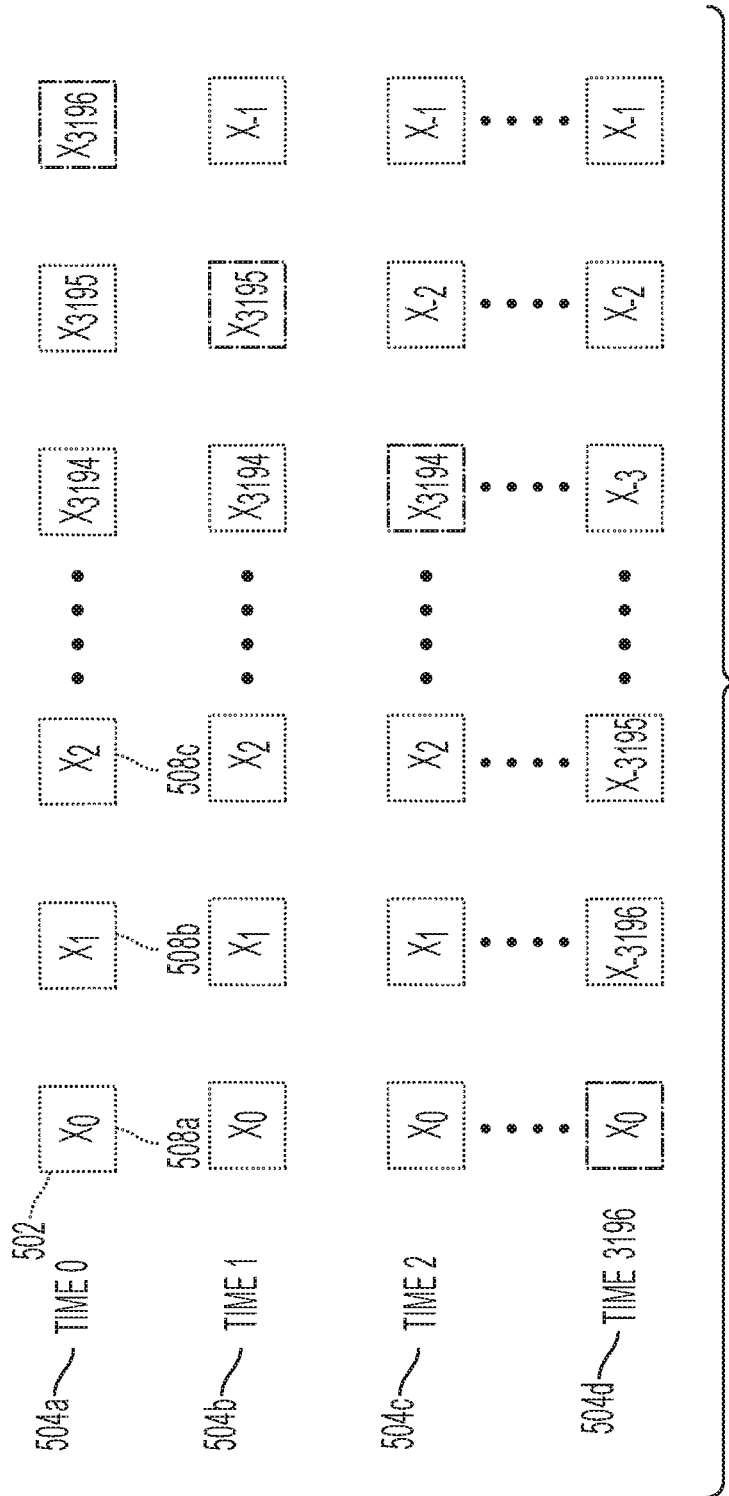 502
504a TIME 0 X0 X1 X2 X3194 X3195 X3196
508a 508b 508c
504b TIME 1 X0 X1 X2 X3194 X3195 X-1
504c TIME 2 X0 X1 X2 X3194 X-2 X-1
504d TIME 3196 X0 X-3196 X-3195 X-3 X-2 X-1